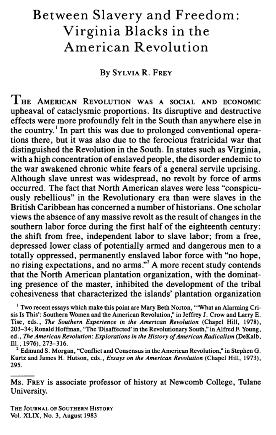 Between Slavery and Freedom:
Virginia Blacks in the
American Revolution
By SYLVIA R. FREY
THE AMERICAN REVOLUTION WAS A SOCIAL AND ECONOMIC
upheaval of cataclysmic proportions. Its disruptive and destructive
effects were more profoundly felt in the South than anywhere else in
the country.¹ In part this was due to prolonged conventional opera-
tions there, but it was also due to the ferocious fratricidal war that
distinguished the Revolution in the South. In states such as Virginia,
with a high concentration of enslaved people, the disorder endemic to
the war awakened chronic white fears of a general servile uprising.
Although slave unrest was widespread, no revolt by force of arms
occurred. The fact that North American slaves were less "conspicu-
ously rebellious" in the Revolutionary era than were slaves in the
British Caribbean has concerned a number of historians. One scholar
views the absence of any massive revolt as the result of changes in the
southern labor force during the first half of the eighteenth century:
the shift from free, independent labor to slave labor; from a free,
depressed lower class of potentially armed and dangerous men to a
totally oppressed, permanently enslaved labor force with "no hope,
no rising expectations, and no arms."² A more recent study contends
that the North American plantation organization, with the dominat-
ing presence of the master, inhibited the development of the tribal
cohesiveness that characterized the islands' plantation organization
¹ Two recent essays which make this point are Mary Beth Norton, "'What an Alarming Cri-
sis Is This': Southern Women and the American Revolution," in Jeffrey J. Crow and Larry E.
Tise, eds., The Southern Experience in the American Revolution (Chapel Hill, 1978),
203–34; Ronald Hoffman, "The 'Disaffected' in the Revolutionary South," in Alfred F. Young,
ed., The American Revolution: Explorations in the History of American Radicalism (DeKalb,
Ill., 1976), 273–316.
² Edmund S. Morgan, "Conflict and Consensus in the American Revolution," in Stephen G.
Kurtz and James H. Hutson, eds., Essays on the American Revolution (Chapel Hill, 1973),
295.
MS. FREY is associate professor of history at Newcomb College, Tulane
University.
THE JOURNAL OF SOUTHERN HISTORY
Vol. XLIX, No. 3, August 1983